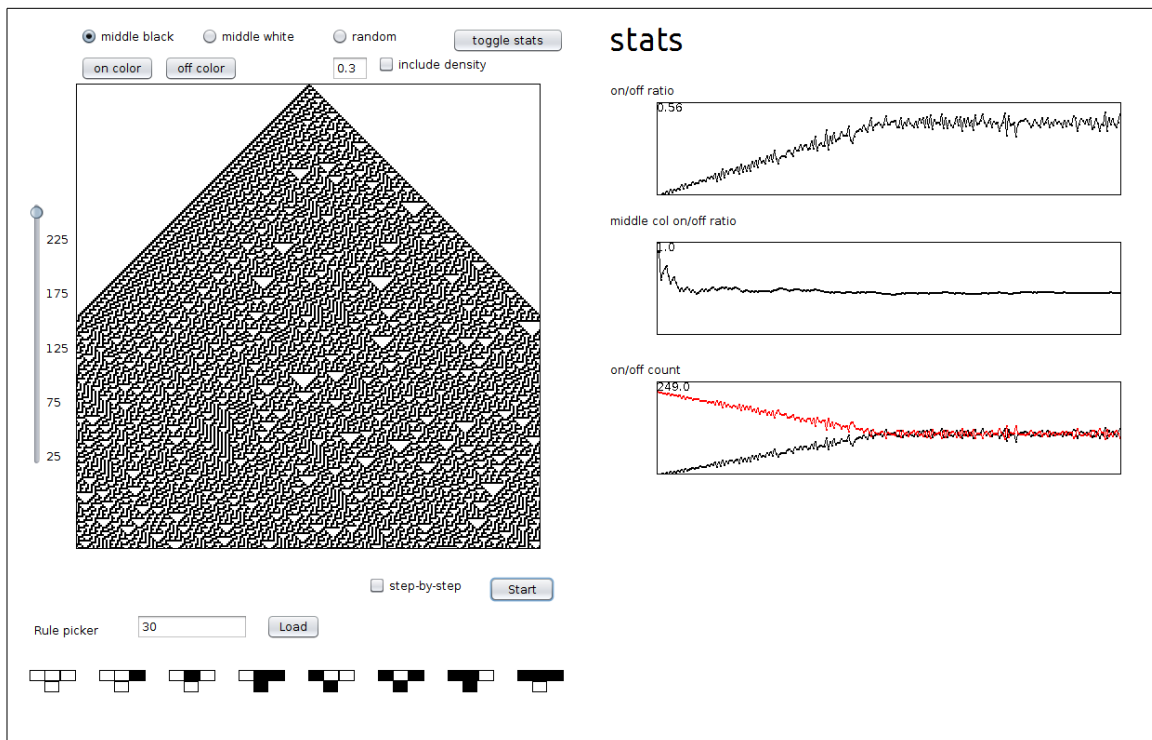 middle black
middle white
random
toggle stats
on color
off color
0.3
include density
225
175
125
75
25
step-by-step
Start
Rule picker
30
Load
stats
on/off ratio
0.56
middle col on/off ratio
1.0
on/off count
249.0